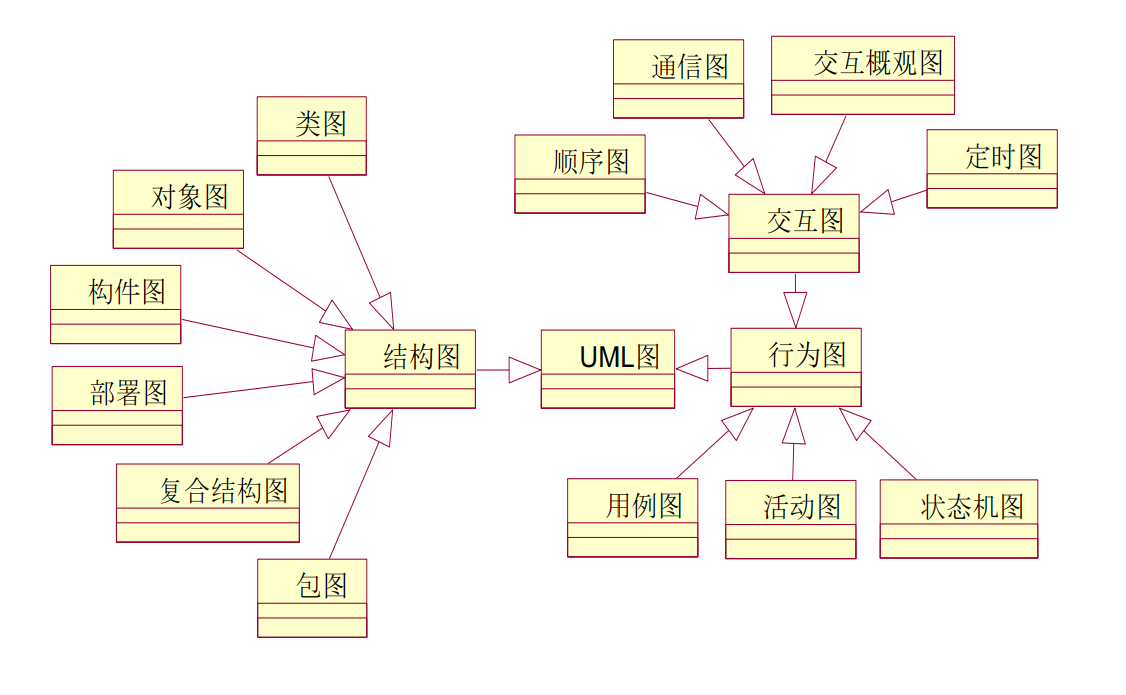 通信图
交互概观图
类图
顺序图
定时图
对象图
交互图
构件图
结构图
UML图
行为图
部署图
复合结构图
用例图
活动图
状态机图
包图